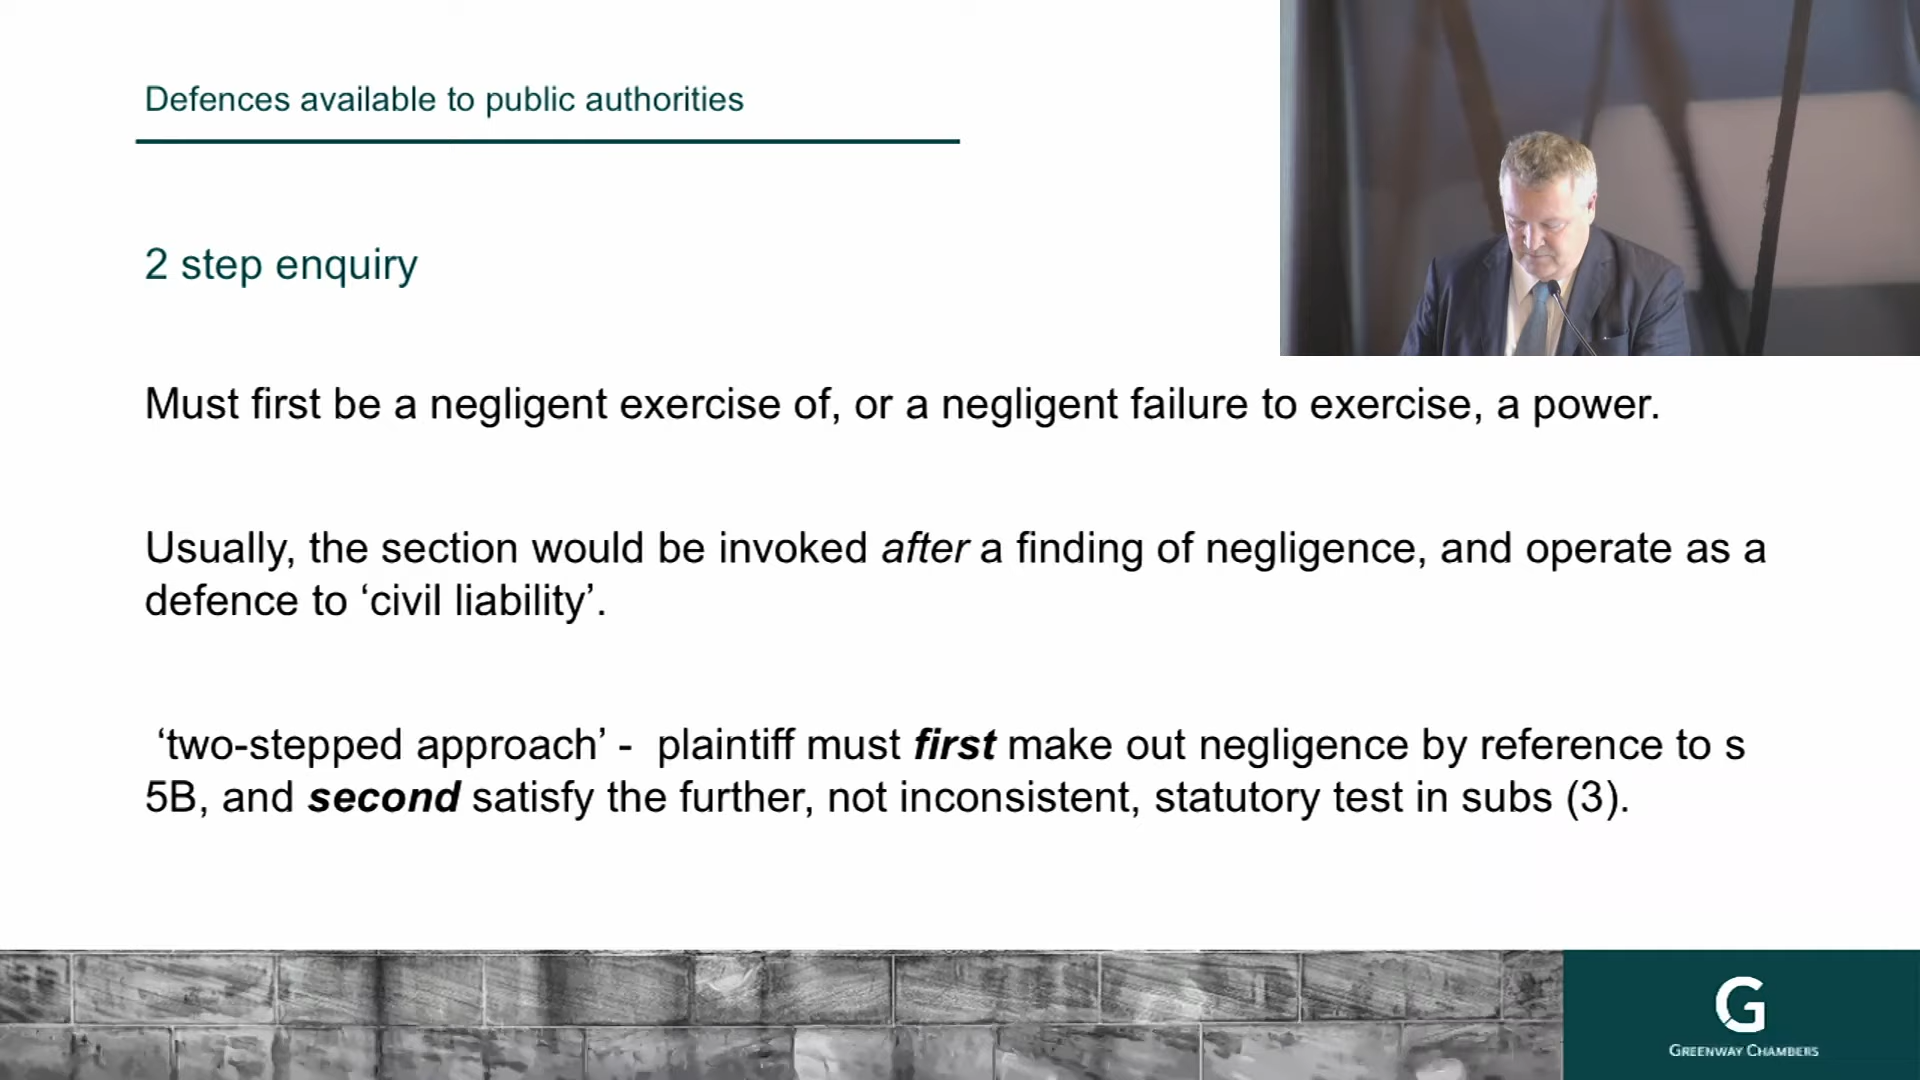 Defences available to public authorities
2 step enquiry
Must first be a negligent exercise of, or a negligent failure to exercise, a power.
Usually, the section would be invoked after a finding of negligence, and operate as a
defence to ‘civil liability’.
‘two-stepped approach’ - plaintiff must first make out negligence by reference to s
5B, and second satisfy the further, not inconsistent, statutory test in subs (3).
G
GREENWAY CHAMBERS